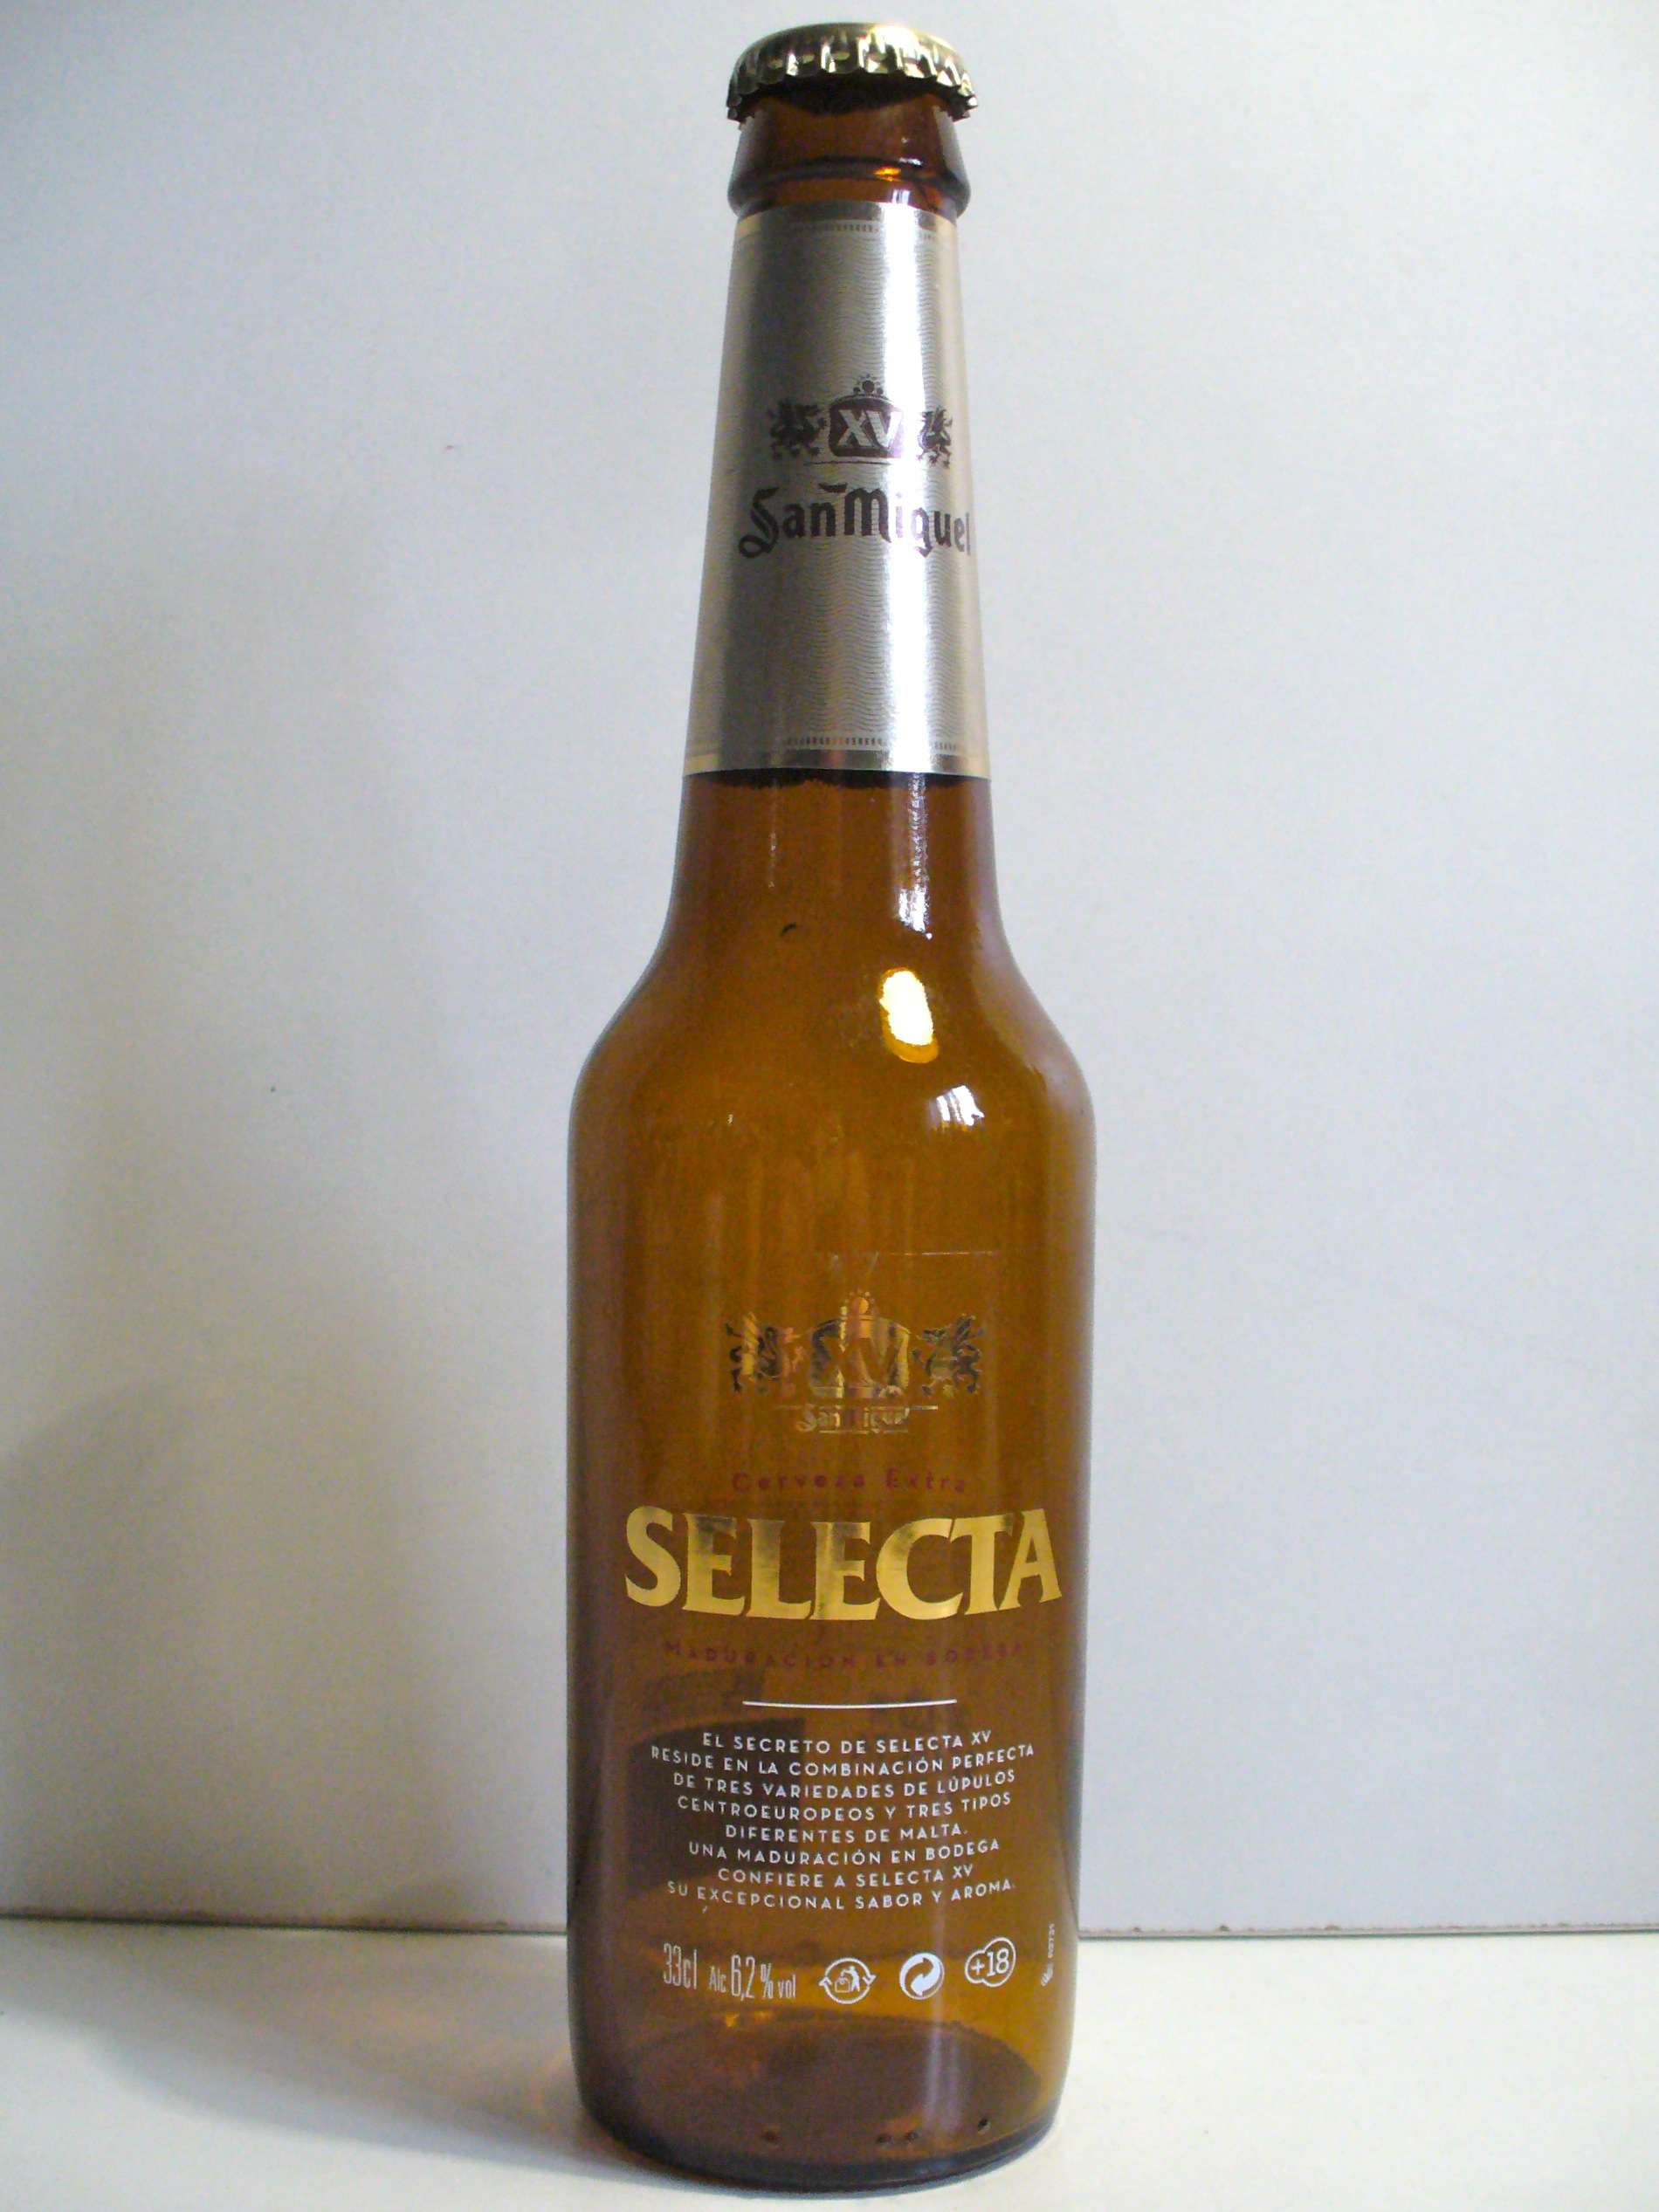 XV
San Miguel
XV
San Miguel
Cerveza Extra
SELECTA
MADURACIÓN EN BODEGA
EL SECRETO DE SELECTA XV
RESIDE EN LA COMBINACIÓN PERFECTA
DE TRES VARIEDADES DE LÚPULOS
CENTROEUROPEOS Y TRES TIPOS
DIFERENTES DE MALTA.
UNA MADURACIÓN EN BODEGA
CONFIERE A SELECTA XV
SU EXCEPCIONAL SABOR Y AROMA.
33cl Alc 6,2 % vol +18